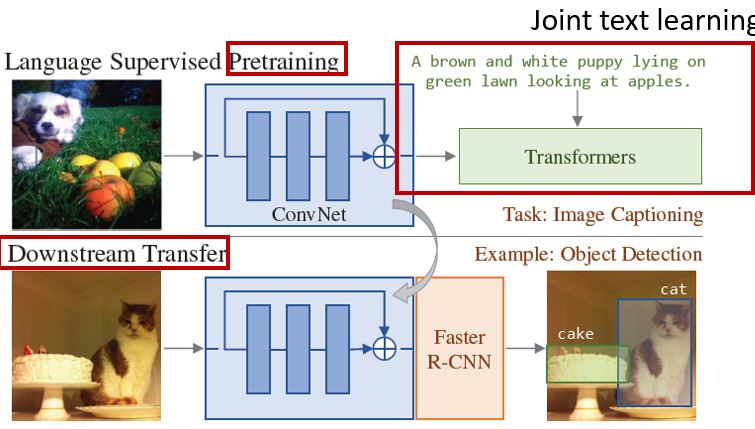 Joint text learning
Language Supervised Pretraining
A brown and white puppy lying on
green lawn looking at apples.
Transformers
ConvNet
Task: Image Captioning
Downstream Transfer
Example: Object Detection
cat
cake
Faster
R-CNN